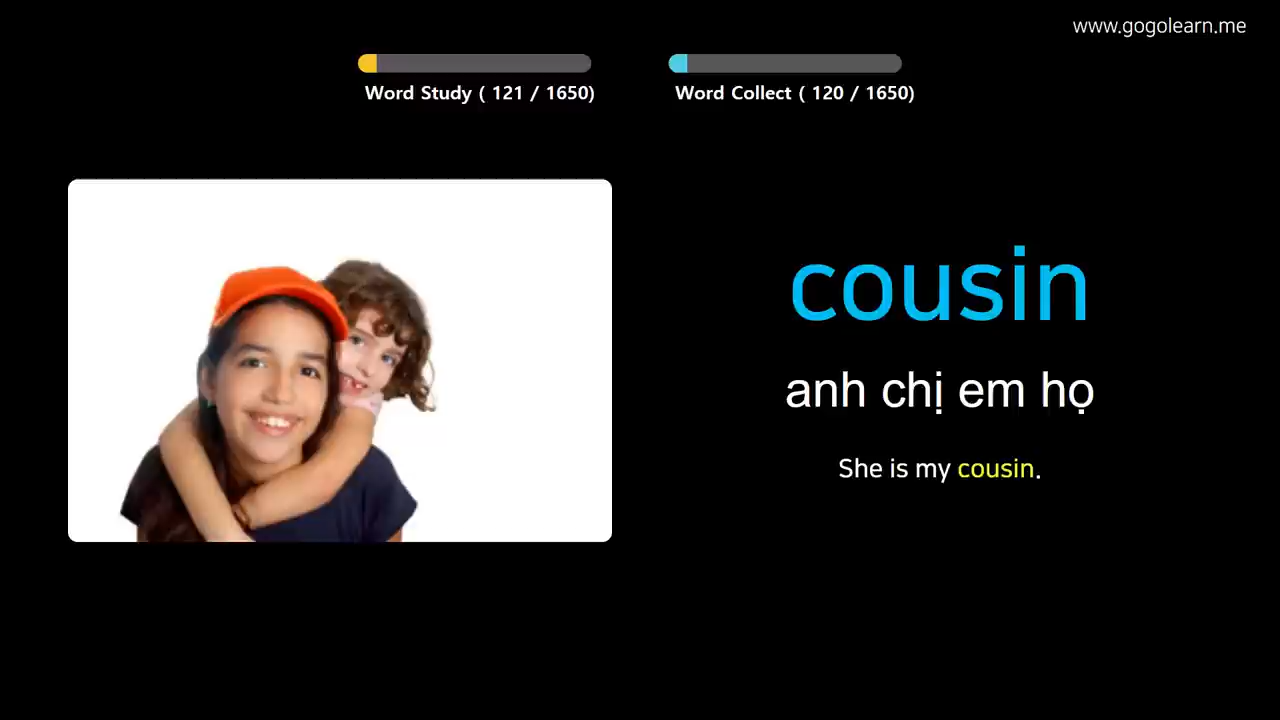 www.gogolearn.me
Word Study ( 121 / 1650)
Word Collect ( 120 / 1650)
cousin
anh chị em họ
She is my cousin.